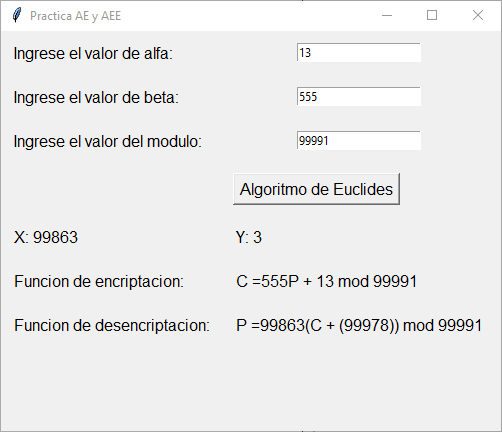 Practica AE y AEE
Ingrese el valor de alfa: 13
Ingrese el valor de beta: 555
Ingrese el valor del modulo: 99991
Algoritmo de Euclides
X: 99863 Y: 3
Funcion de encriptacion: C =555P + 13 mod 99991
Funcion de desencriptacion: P =99863(C + (99978)) mod 99991